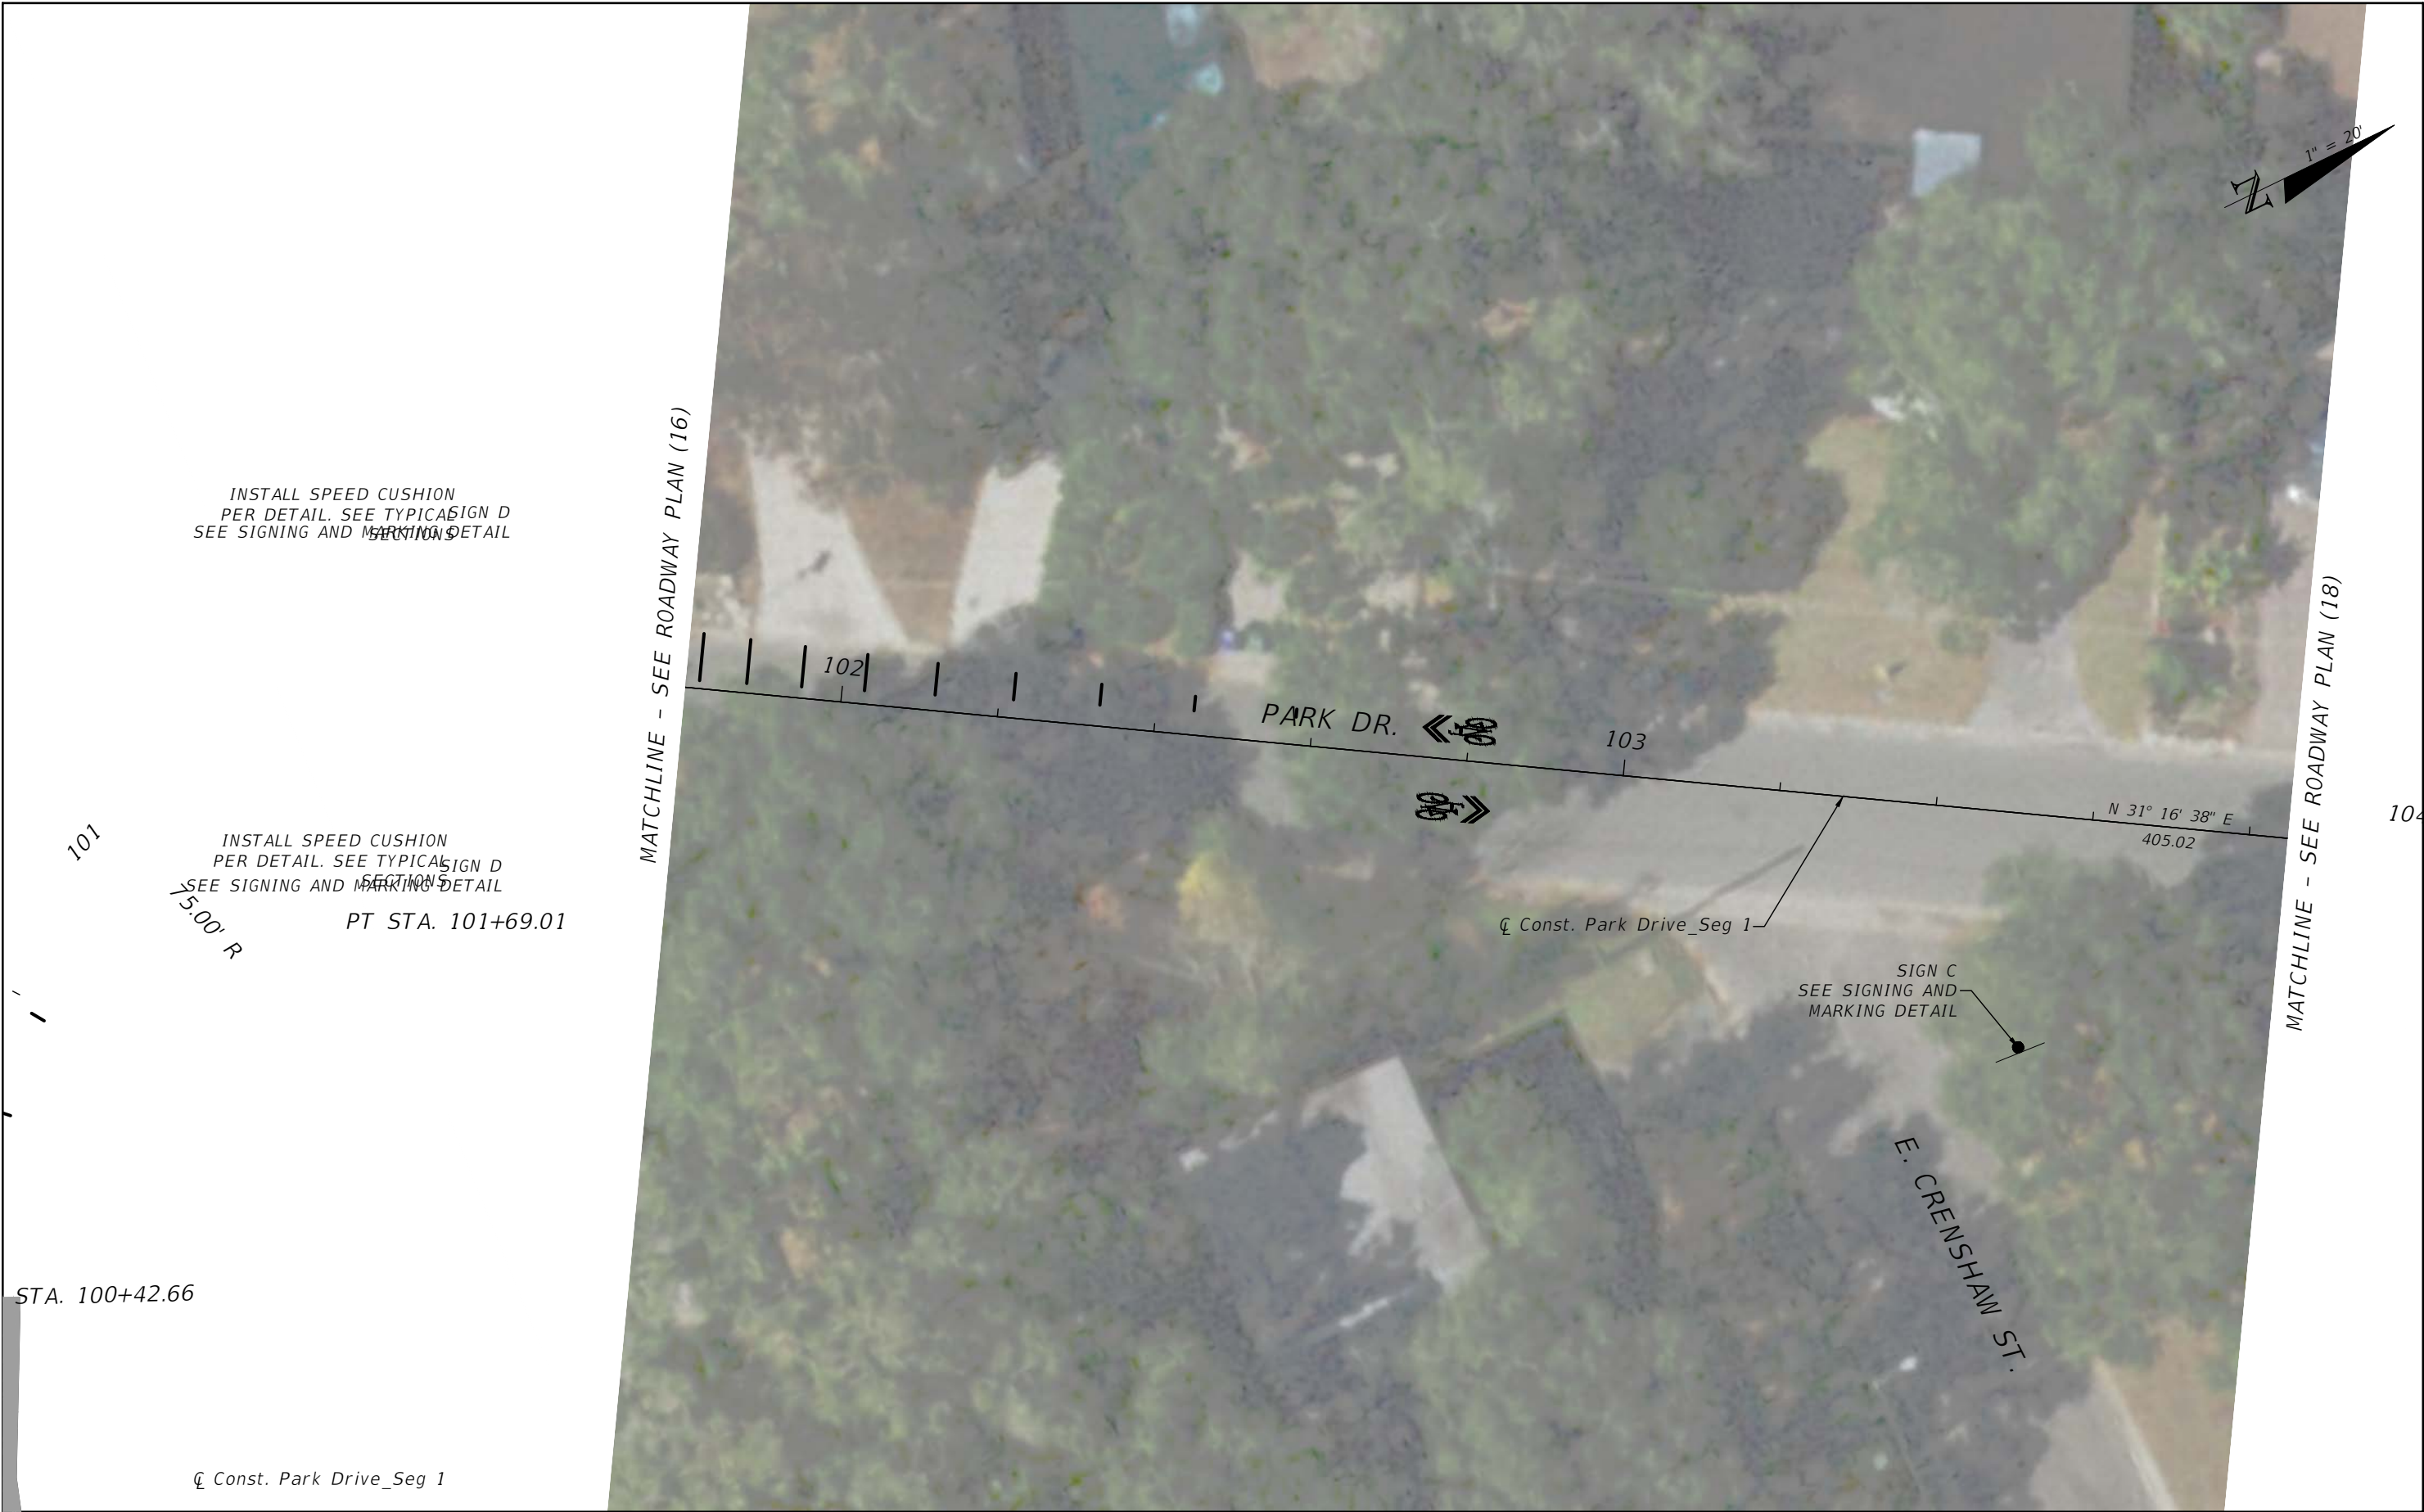 1" = 20'
N
MATCHLINE - SEE ROADWAY PLAN (16)
INSTALL SPEED CUSHION
PER DETAIL. SEE TYPICAL
SECTIONS
SIGN D
SEE SIGNING AND MARKING DETAIL
102
PARK DR.
103
MATCHLINE - SEE ROADWAY PLAN (18)
N 31° 16' 38" E
405.02
104
101
INSTALL SPEED CUSHION
PER DETAIL. SEE TYPICAL
SECTIONS
SIGN D
SEE SIGNING AND MARKING DETAIL
75.00' R
PT STA. 101+69.01
℄ Const. Park Drive_Seg 1
SIGN C
SEE SIGNING AND
MARKING DETAIL
E. CRENSHAW ST.
STA. 100+42.66
℄ Const. Park Drive_Seg 1